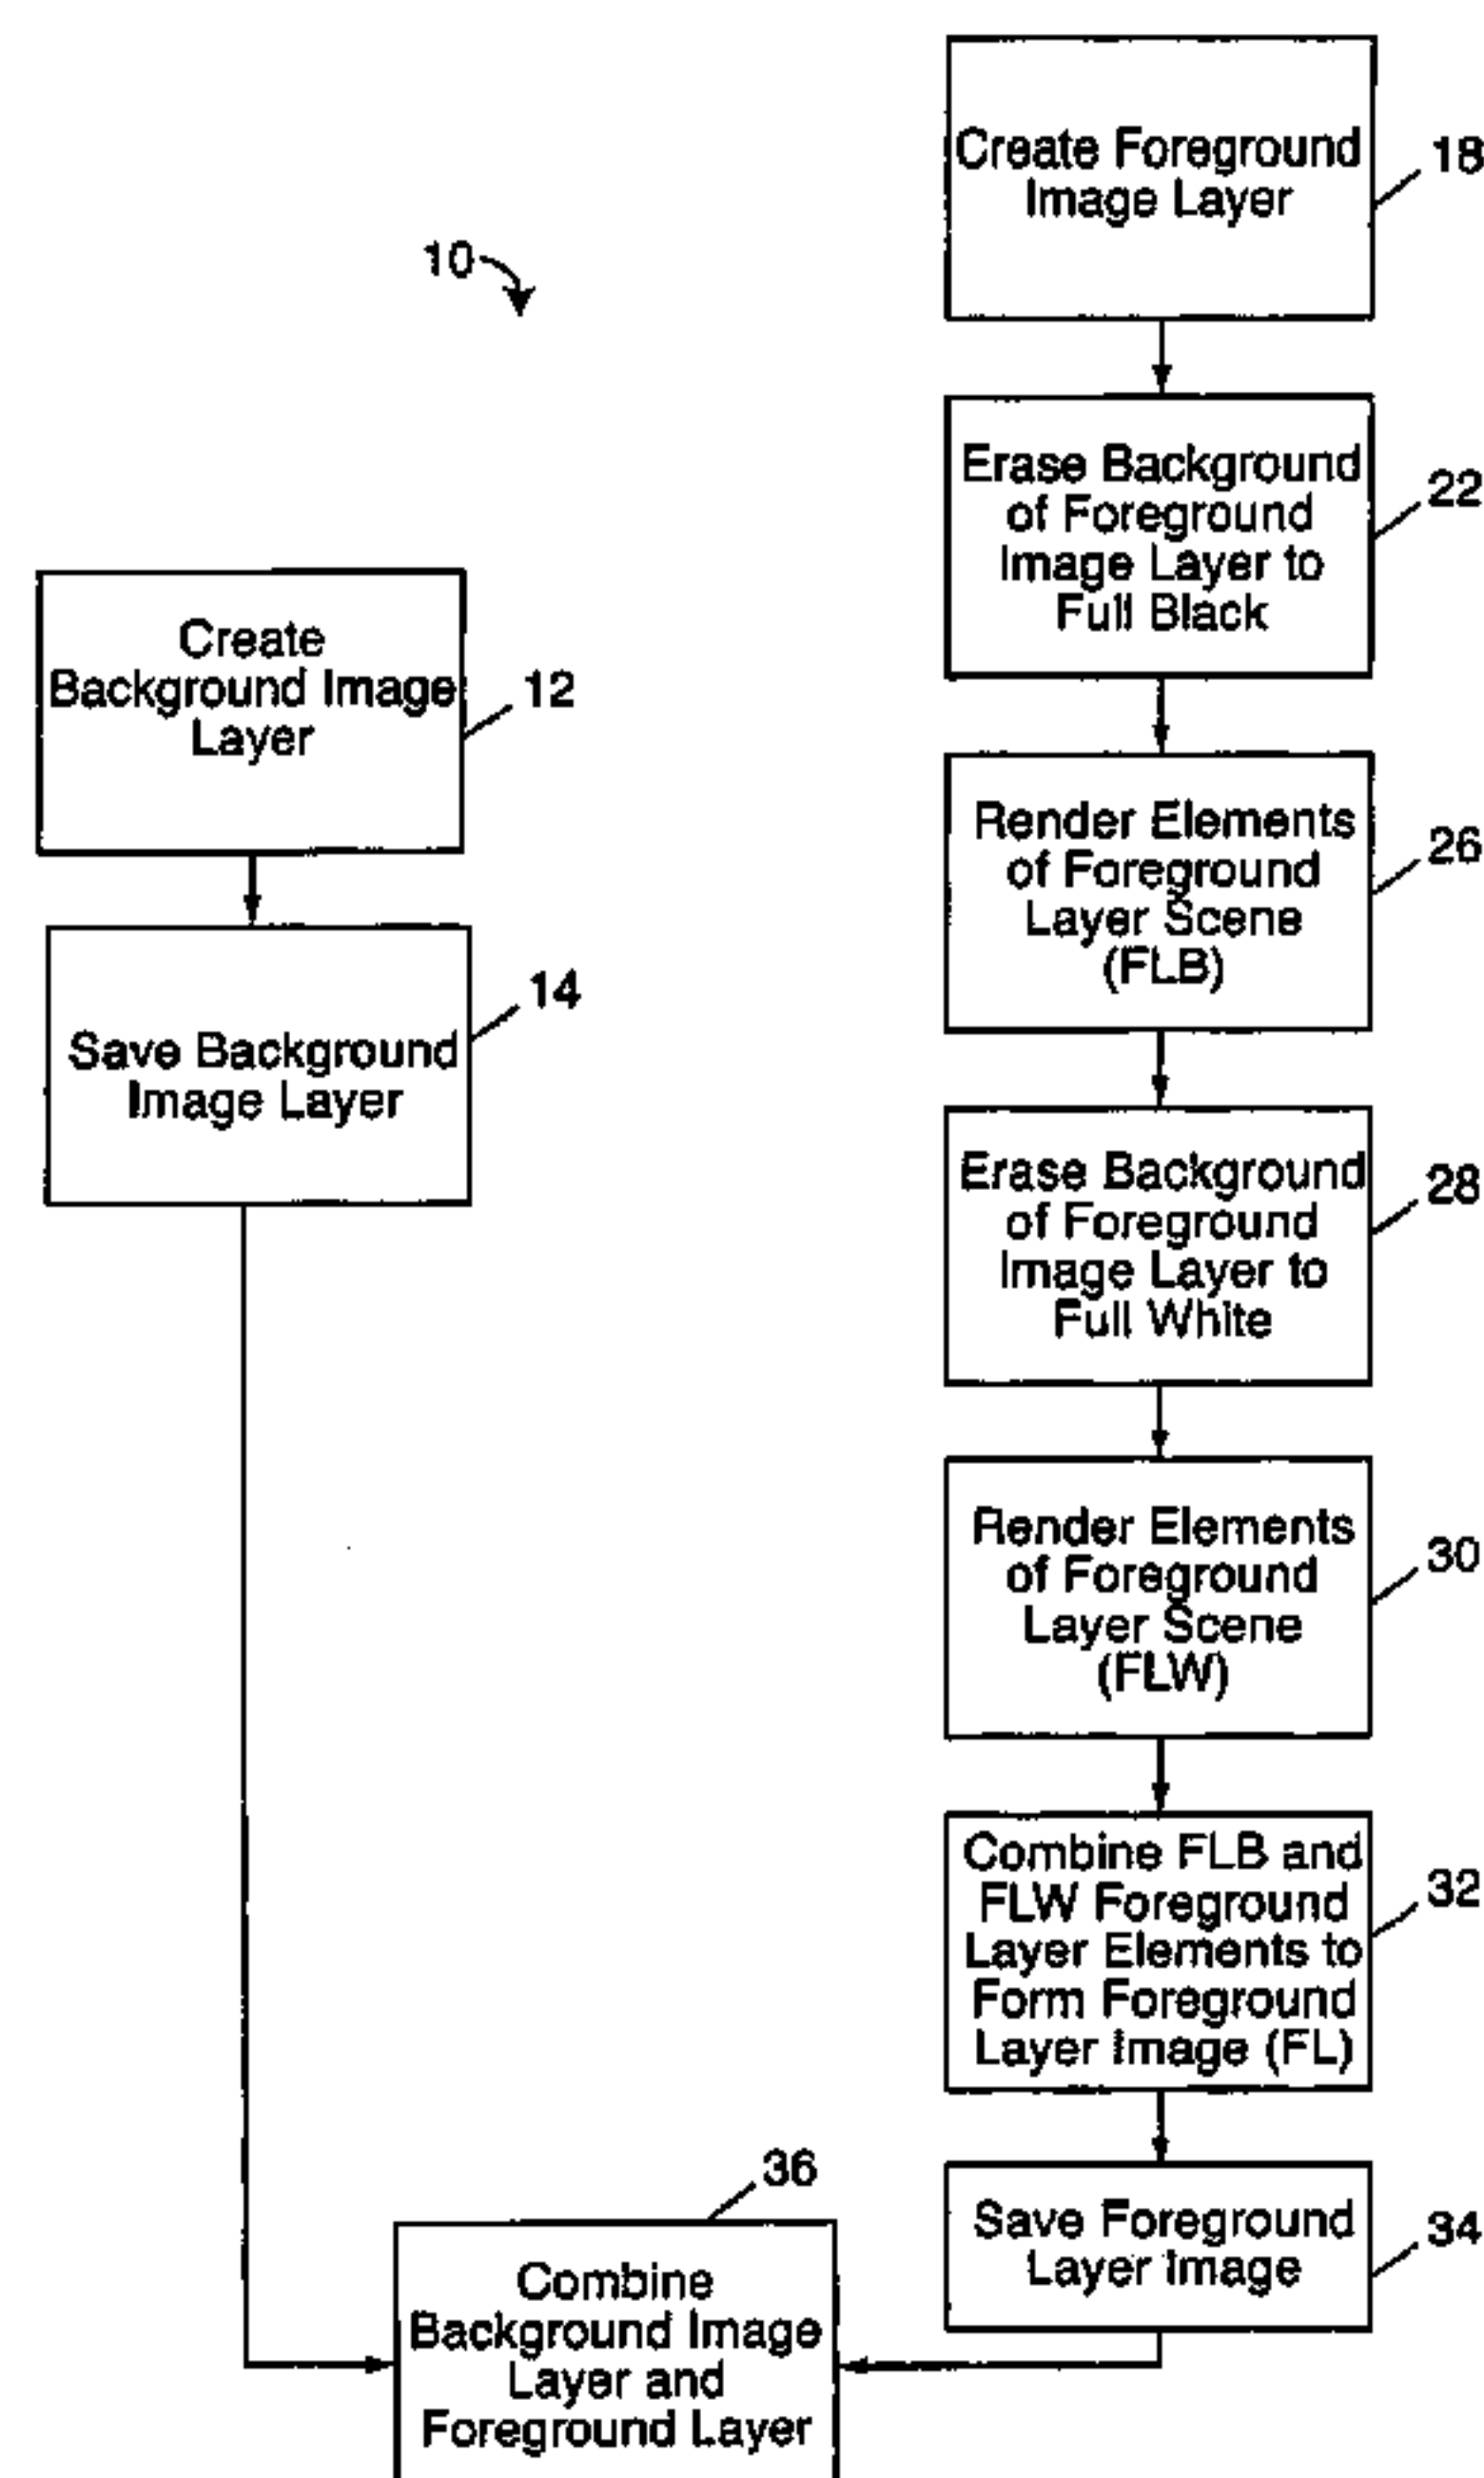 10
Create
Background Image
Layer
12
Save Background
Image Layer
14
Create Foreground
Image Layer
18
Erase Background
of Foreground
Image Layer to
Full Black
22
Render Elements
of Foreground
Layer Scene
(FLB)
26
Erase Background
of Foreground
Image Layer to
Full White
28
Render Elements
of Foreground
Layer Scene
(FLW)
30
Combine FLB and
FLW Foreground
Layer Elements to
Form Foreground
Layer Image (FL)
32
Save Foreground
Layer Image
34
36
Combine
Background Image
Layer and
Foreground Layer